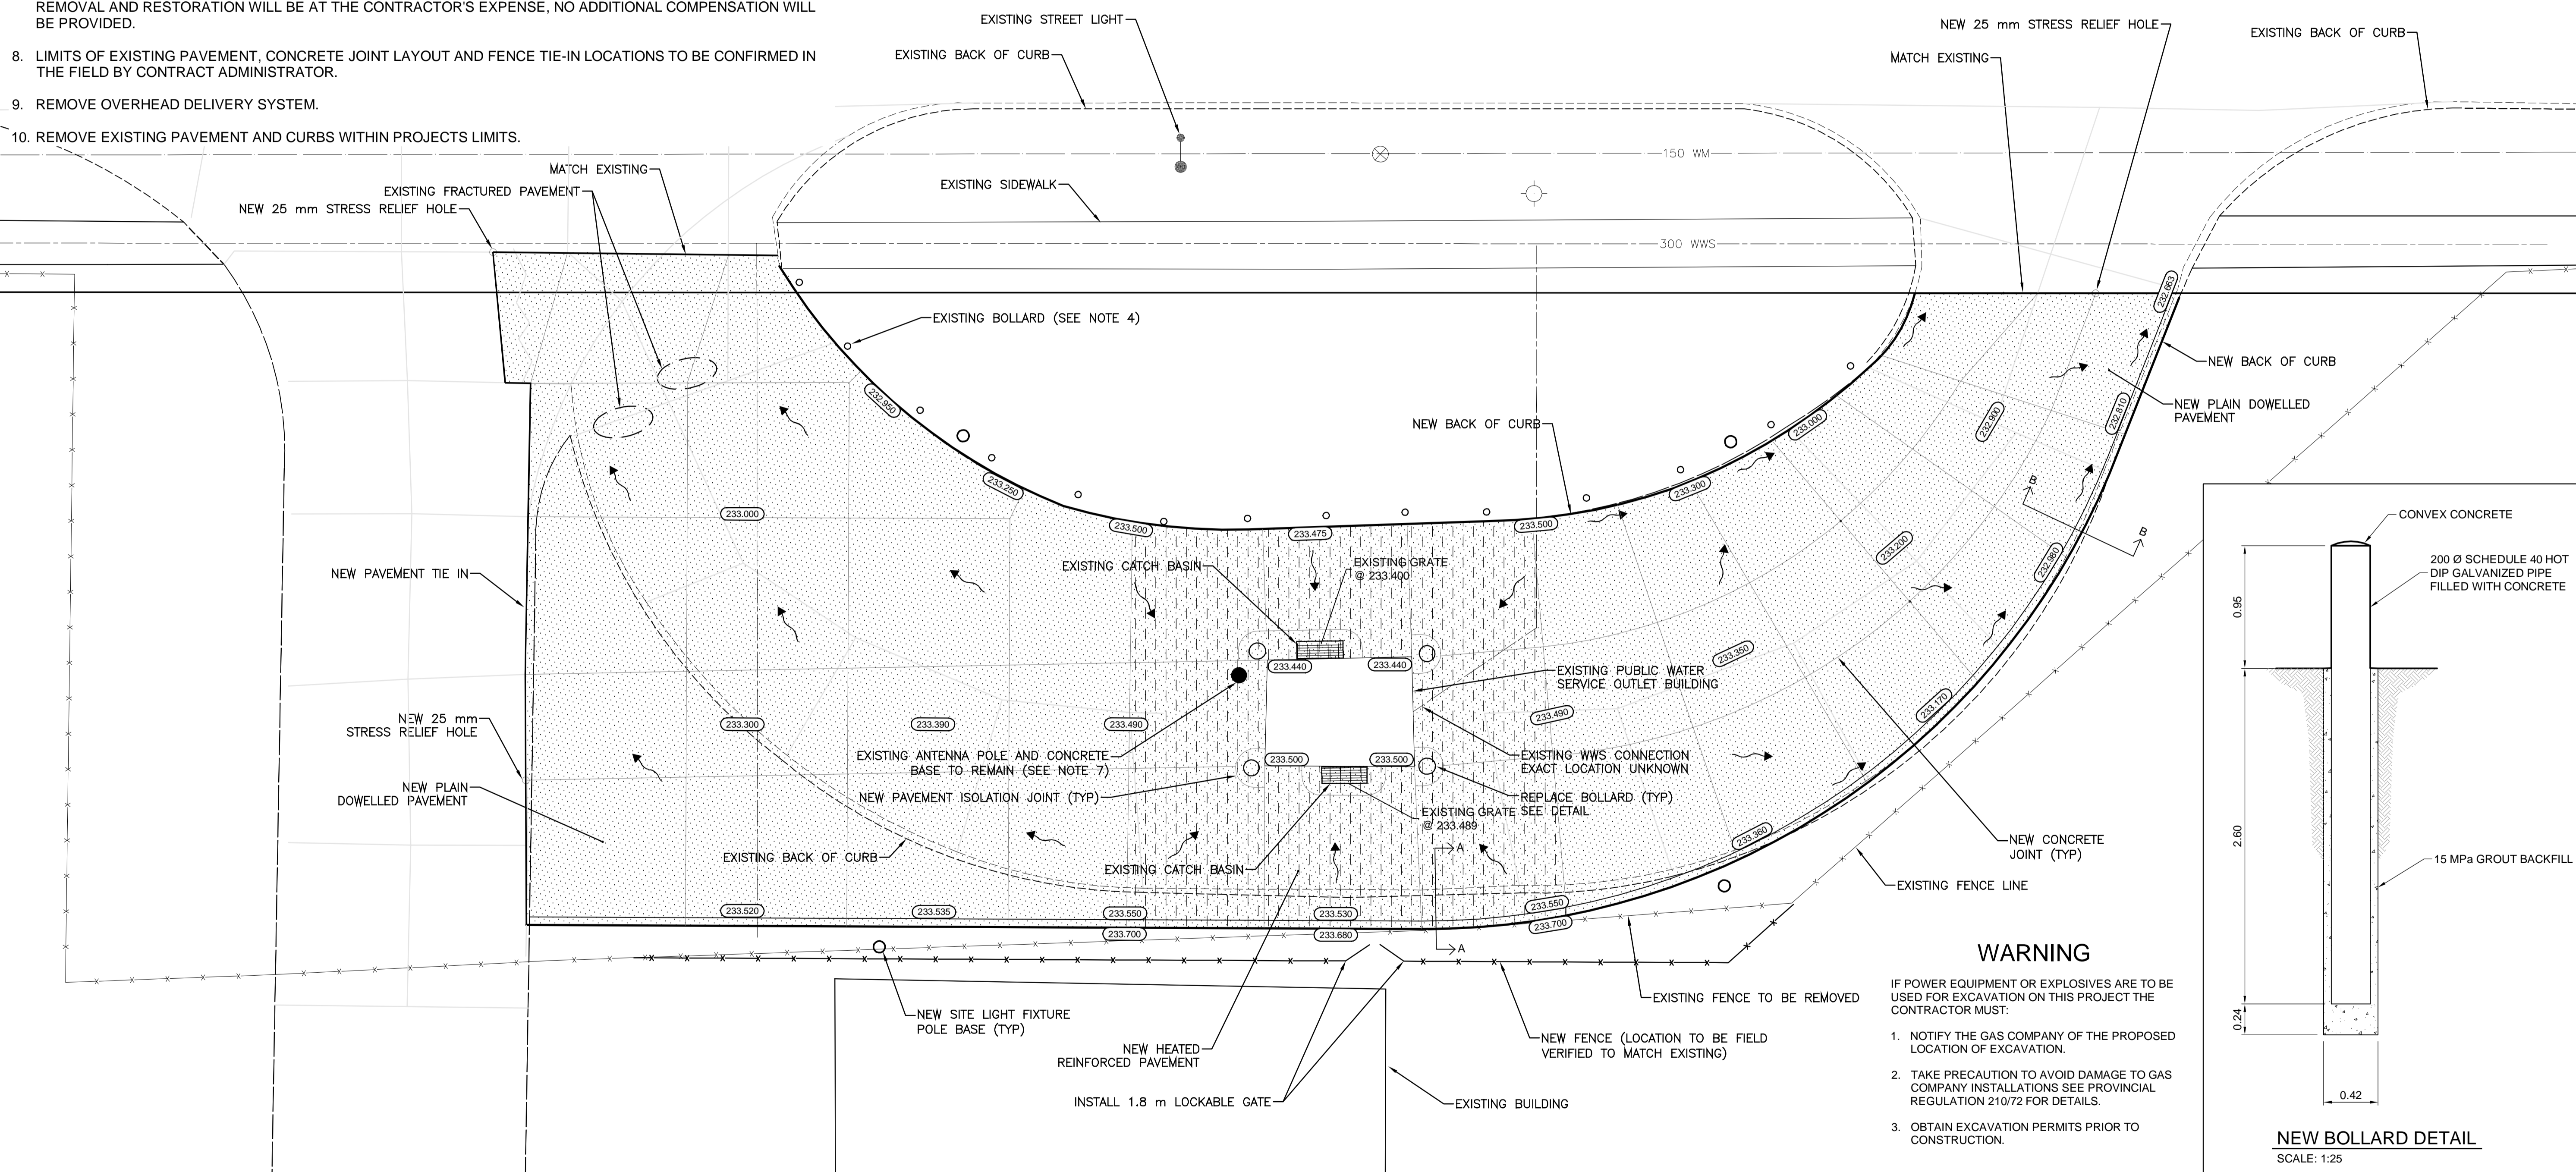 REMOVAL AND RESTORATION WILL BE AT THE CONTRACTOR'S EXPENSE, NO ADDITIONAL COMPENSATION WILL
BE PROVIDED.
8. LIMITS OF EXISTING PAVEMENT, CONCRETE JOINT LAYOUT AND FENCE TIE-IN LOCATIONS TO BE CONFIRMED IN
THE FIELD BY CONTRACT ADMINISTRATOR.
9. REMOVE OVERHEAD DELIVERY SYSTEM.
10. REMOVE EXISTING PAVEMENT AND CURBS WITHIN PROJECTS LIMITS.
EXISTING STREET LIGHT
EXISTING BACK OF CURB
NEW 25 mm STRESS RELIEF HOLE
MATCH EXISTING
EXISTING BACK OF CURB
150 WM
MATCH EXISTING
EXISTING FRACTURED PAVEMENT
NEW 25 mm STRESS RELIEF HOLE
EXISTING SIDEWALK
300 WWS
EXISTING BOLLARD (SEE NOTE 4)
232.663
NEW BACK OF CURB
NEW PLAIN DOWELLED
PAVEMENT
232.950
NEW BACK OF CURB
233.000
232.900
232.810
233.250
233.300
B
B
233.000
233.500
233.475
233.500
233.200
232.980
NEW PAVEMENT TIE IN
EXISTING CATCH BASIN
EXISTING GRATE
@ 233.400
233.440
233.440
EXISTING PUBLIC WATER
SERVICE OUTLET BUILDING
233.350
233.170
NEW 25 mm
STRESS RELIEF HOLE
233.300
233.390
233.490
233.490
EXISTING ANTENNA POLE AND CONCRETE
BASE TO REMAIN (SEE NOTE 7)
233.500
233.500
EXISTING WWS CONNECTION
EXACT LOCATION UNKNOWN
NEW PLAIN
DOWELLED PAVEMENT
NEW PAVEMENT ISOLATION JOINT (TYP)
REPLACE BOLLARD (TYP)
SEE DETAIL
EXISTING GRATE
@ 233.489
233.360
NEW CONCRETE
JOINT (TYP)
EXISTING BACK OF CURB
EXISTING CATCH BASIN
A
EXISTING FENCE LINE
233.520
233.535
233.550
233.530
233.550
233.700
233.680
233.700
A
NEW SITE LIGHT FIXTURE
POLE BASE (TYP)
EXISTING FENCE TO BE REMOVED
NEW HEATED
REINFORCED PAVEMENT
NEW FENCE (LOCATION TO BE FIELD
VERIFIED TO MATCH EXISTING)
INSTALL 1.8 m LOCKABLE GATE
EXISTING BUILDING
WARNING
IF POWER EQUIPMENT OR EXPLOSIVES ARE TO BE
USED FOR EXCAVATION ON THIS PROJECT THE
CONTRACTOR MUST:
1. NOTIFY THE GAS COMPANY OF THE PROPOSED
LOCATION OF EXCAVATION.
2. TAKE PRECAUTION TO AVOID DAMAGE TO GAS
COMPANY INSTALLATIONS SEE PROVINCIAL
REGULATION 210/72 FOR DETAILS.
3. OBTAIN EXCAVATION PERMITS PRIOR TO
CONSTRUCTION.
CONVEX CONCRETE
200 Ø SCHEDULE 40 HOT
DIP GALVANIZED PIPE
FILLED WITH CONCRETE
0.95
2.60
15 MPa GROUT BACKFILL
0.24
0.42
NEW BOLLARD DETAIL
SCALE: 1:25